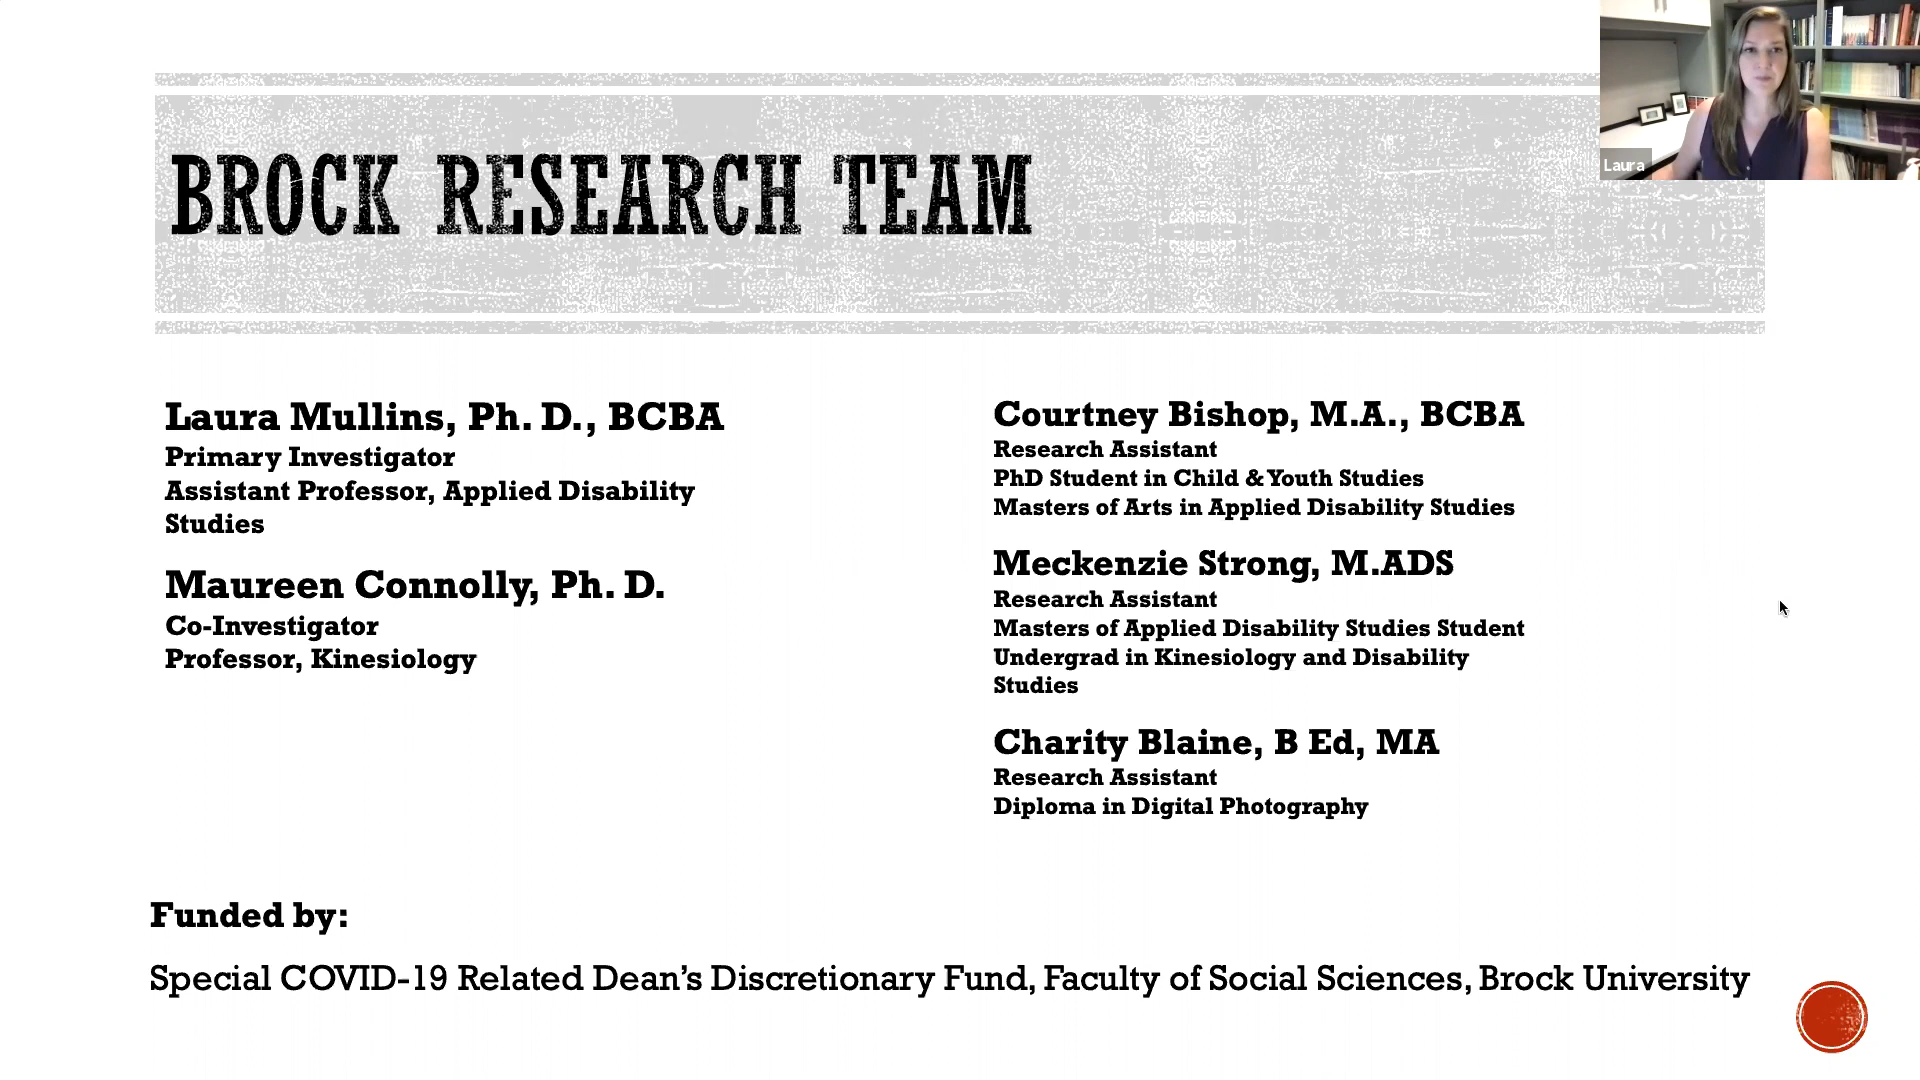 BROCK RESEARCH TEAM
Laura
Laura Mullins, Ph. D., BCBA
Primary Investigator
Assistant Professor, Applied Disability
Studies
Maureen Connolly, Ph. D.
Co-Investigator
Professor, Kinesiology
Courtney Bishop, M.A., BCBA
Research Assistant
PhD Student in Child & Youth Studies
Masters of Arts in Applied Disability Studies
Meckenzie Strong, M.ADS
Research Assistant
Masters of Applied Disability Studies Student
Undergrad in Kinesiology and Disability
Studies
Charity Blaine, B Ed, MA
Research Assistant
Diploma in Digital Photography
Funded by:
Special COVID-19 Related Dean’s Discretionary Fund, Faculty of Social Sciences, Brock University